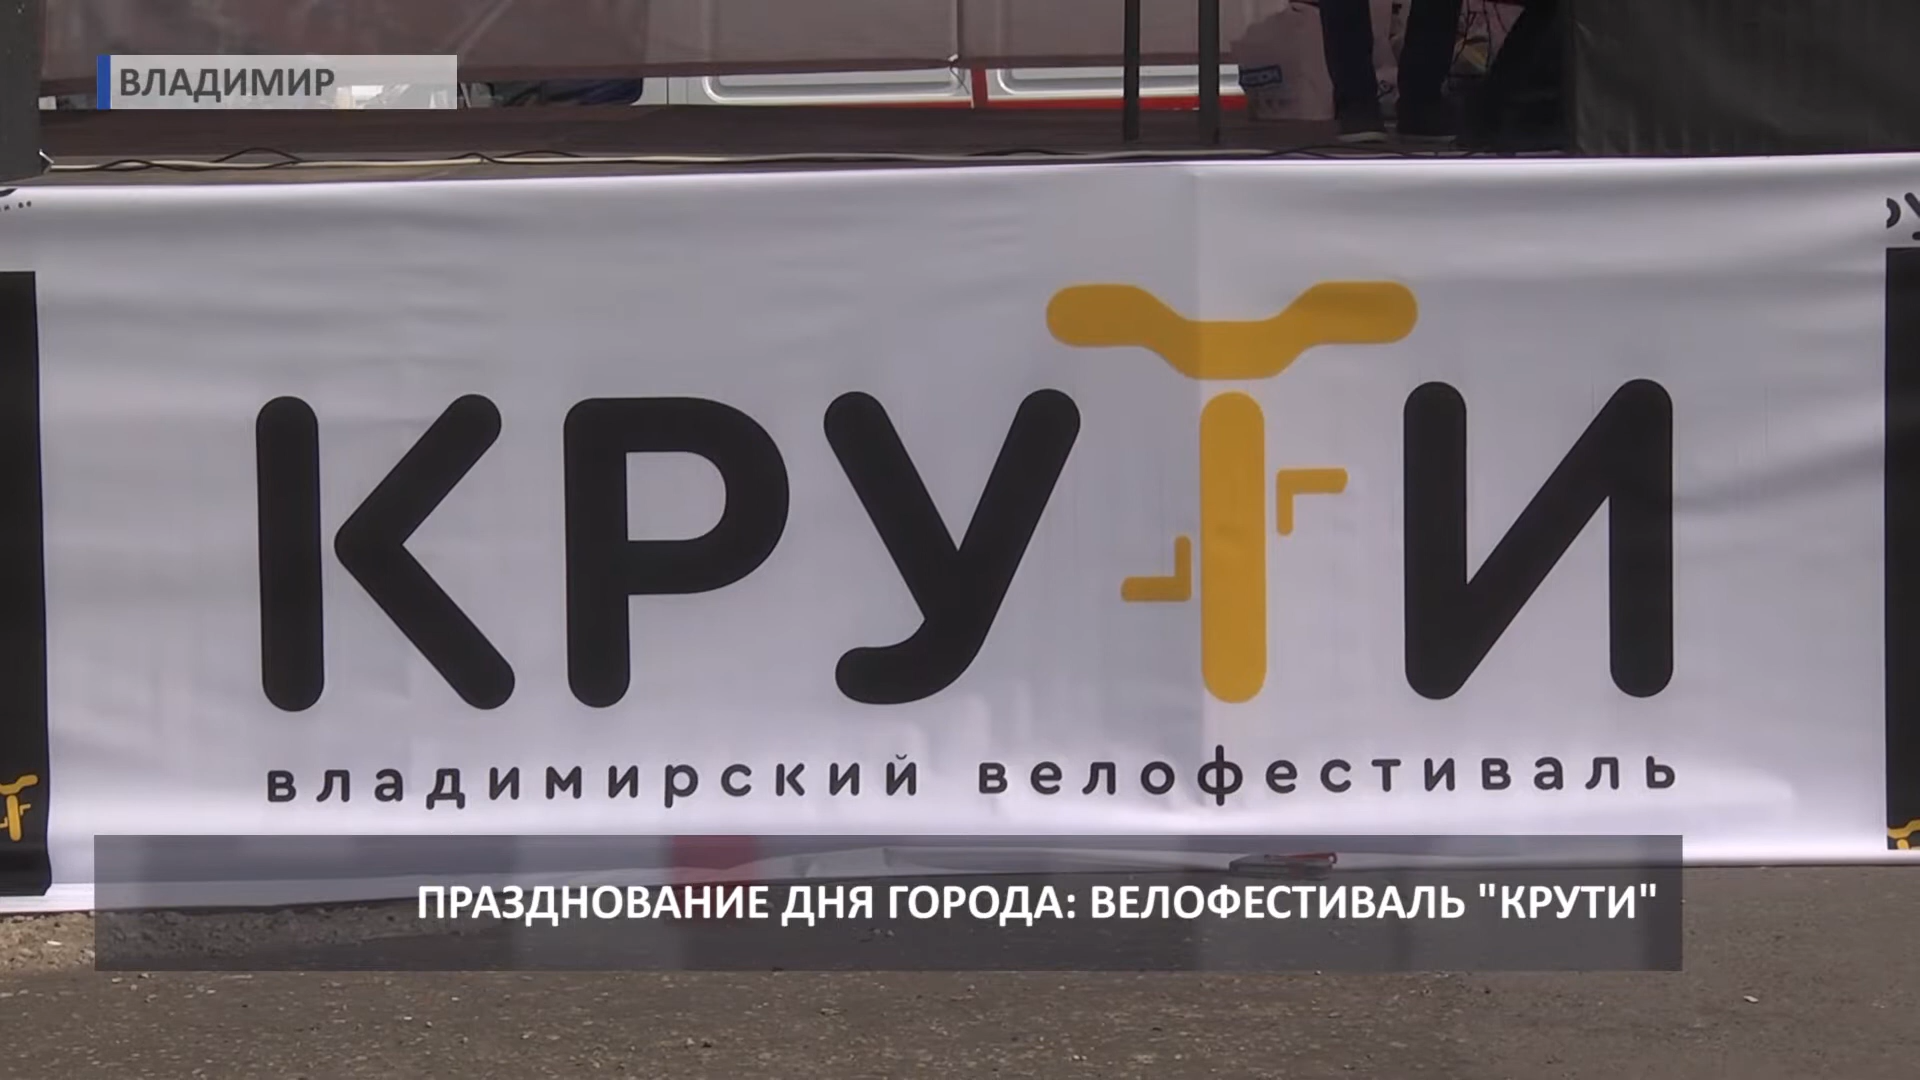 ВЛАДИМИР
КРУТИ
владимирский велофестиваль
ПРАЗДНОВАНИЕ ДНЯ ГОРОДА: ВЕЛОФЕСТИВАЛЬ "КРУТИ"